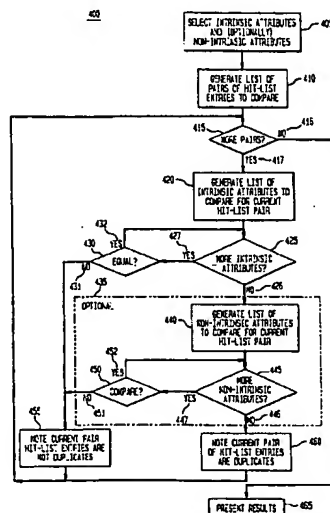 400
SELECT INTRINSIC ATTRIBUTES
AND (OPTIONALLY)
NON-INTRINSIC ATTRIBUTES
405
GENERATE LIST OF
PAIRS OF HIT-LIST
ENTRIES TO COMPARE
410
415
MORE PAIRS?
NO
416
YES
417
420
GENERATE LIST OF
INTRINSIC ATTRIBUTES TO
COMPARE FOR CURRENT
HIT-LIST PAIR
432
YES
430
EQUAL?
NO
431
427
YES
425
MORE INTRINSIC
ATTRIBUTES?
NO
426
435
OPTIONAL
440
GENERATE LIST OF
NON-INTRINSIC ATTRIBUTES
TO COMPARE FOR CURRENT
HIT-LIST PAIR
452
YES
450
COMPARE?
NO
451
YES
447
445
MORE
NON-INTRINSIC
ATTRIBUTES?
NO
446
455
NOTE CURRENT PAIR
HIT-LIST ENTRIES ARE
NOT DUPLICATES
NOTE CURRENT PAIR
OF HIT-LIST ENTRIES
ARE DUPLICATES
460
PRESENT RESULTS
465